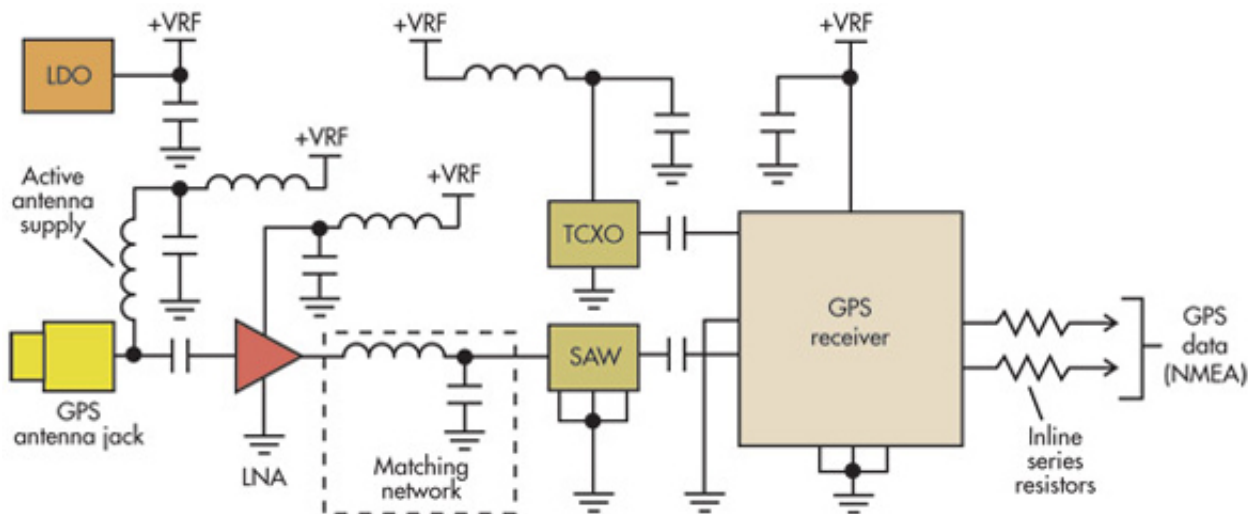 +VRF
+VRF
+VRF
LDO
+VRF
Active
antenna
supply
+VRF
TCXO
GPS
receiver
GPS
data
(NMEA)
SAW
GPS
antenna jack
LNA
Matching
network
Inline
series
resistors